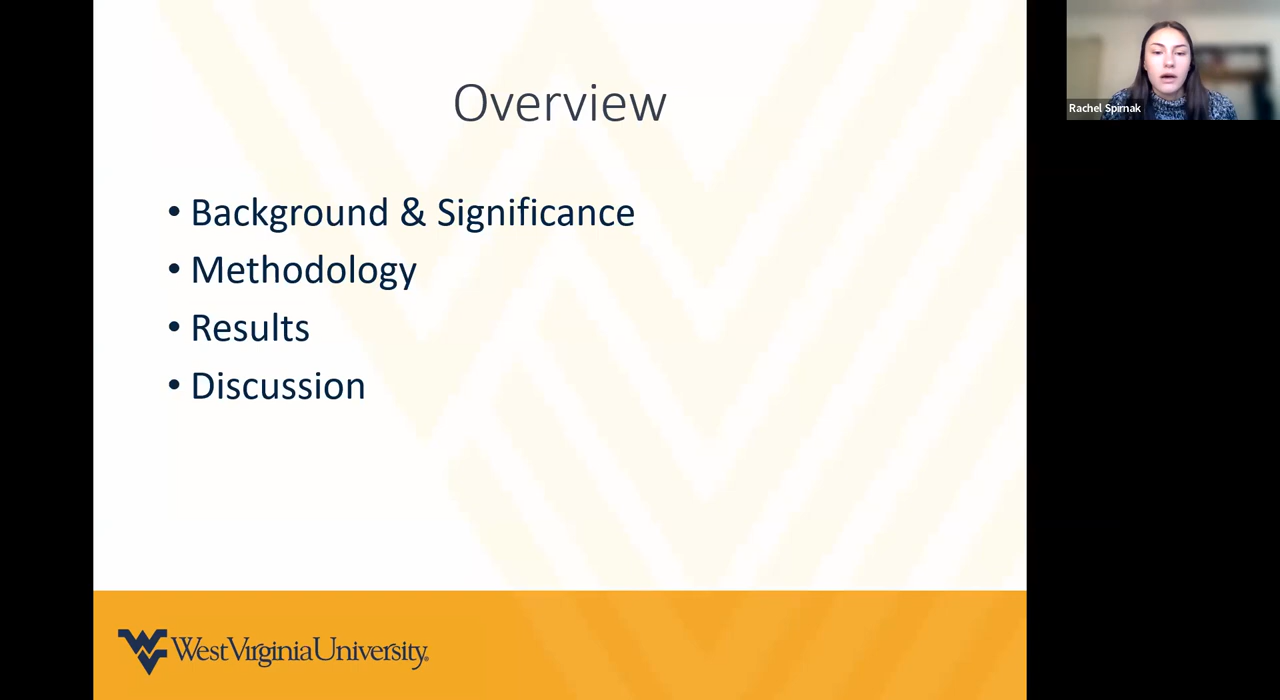 Overview
• Background & Significance
• Methodology
• Results
• Discussion
WestVirginiaUniversity®
Rachel Spirnak